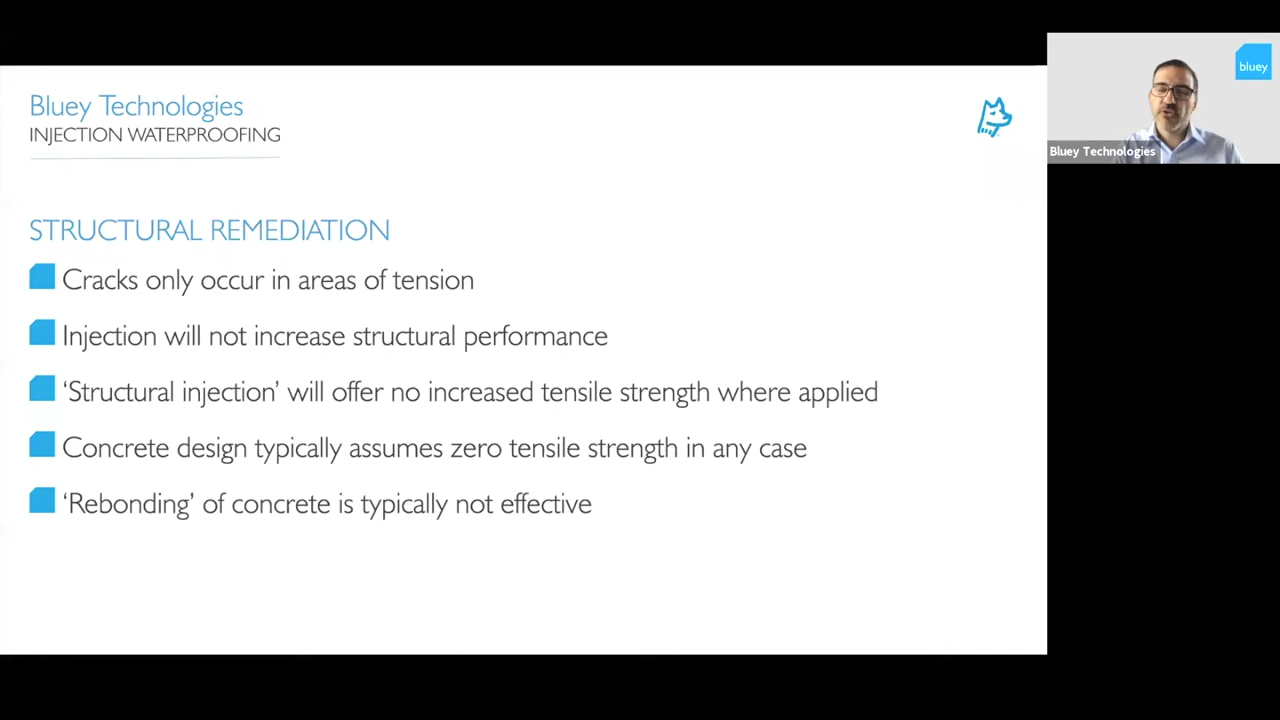 Bluey Technologies
INJECTION WATERPROOFING
STRUCTURAL REMEDIATION
Cracks only occur in areas of tension
Injection will not increase structural performance
‘Structural injection’ will offer no increased tensile strength where applied
Concrete design typically assumes zero tensile strength in any case
‘Rebonding’ of concrete is typically not effective
bluey
Bluey Technologies